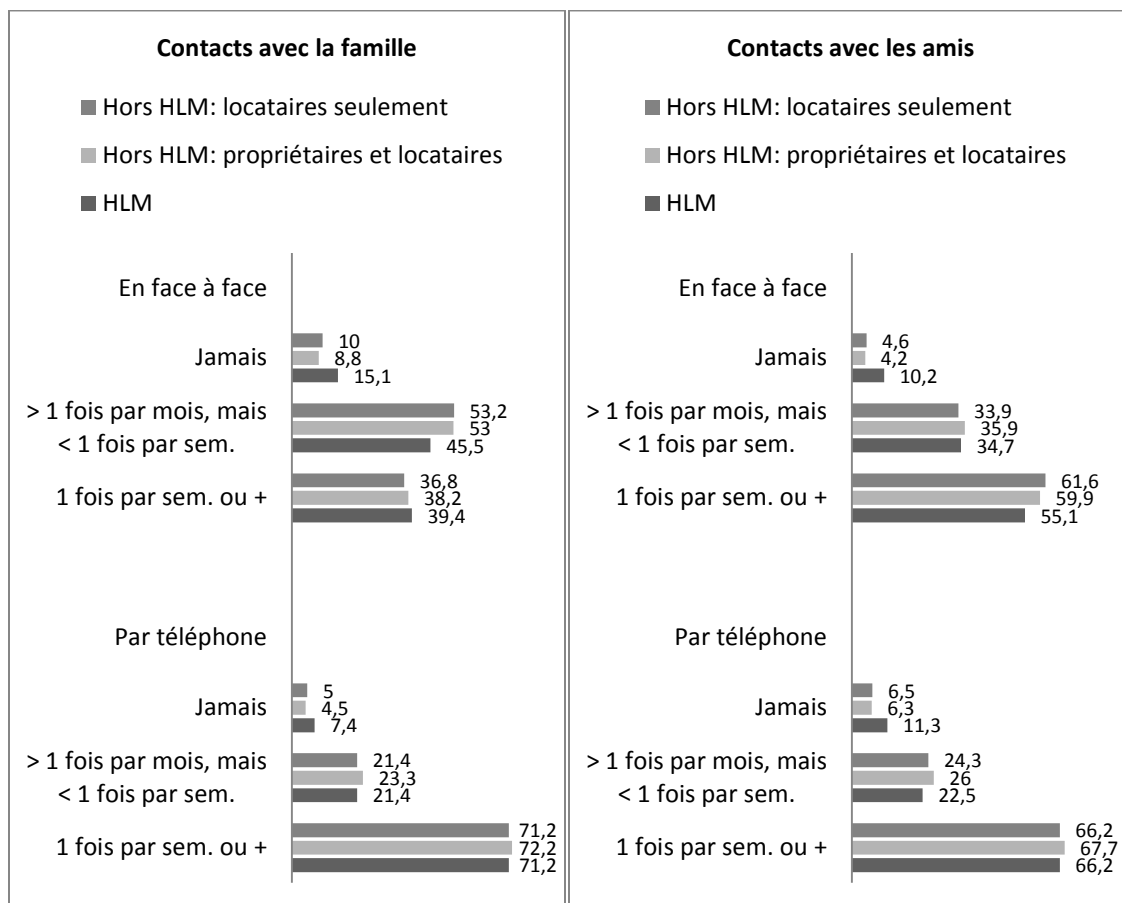 Contacts avec la famille
Hors HLM: locataires seulement
Hors HLM: propriétaires et locataires
HLM
En face à face
Jamais
10
8,8
15,1
> 1 fois par mois, mais
< 1 fois par sem.
53,2
53
45,5
1 fois par sem. ou +
36,8
38,2
39,4
Par téléphone
Jamais
5
4,5
7,4
> 1 fois par mois, mais
< 1 fois par sem.
21,4
23,3
21,4
1 fois par sem. ou +
71,2
72,2
71,2
Contacts avec les amis
Hors HLM: locataires seulement
Hors HLM: propriétaires et locataires
HLM
En face à face
Jamais
4,6
4,2
10,2
> 1 fois par mois, mais
< 1 fois par sem.
33,9
35,9
34,7
1 fois par sem. ou +
61,6
59,9
55,1
Par téléphone
Jamais
6,5
6,3
11,3
> 1 fois par mois, mais
< 1 fois par sem.
24,3
26
22,5
1 fois par sem. ou +
66,2
67,7
66,2